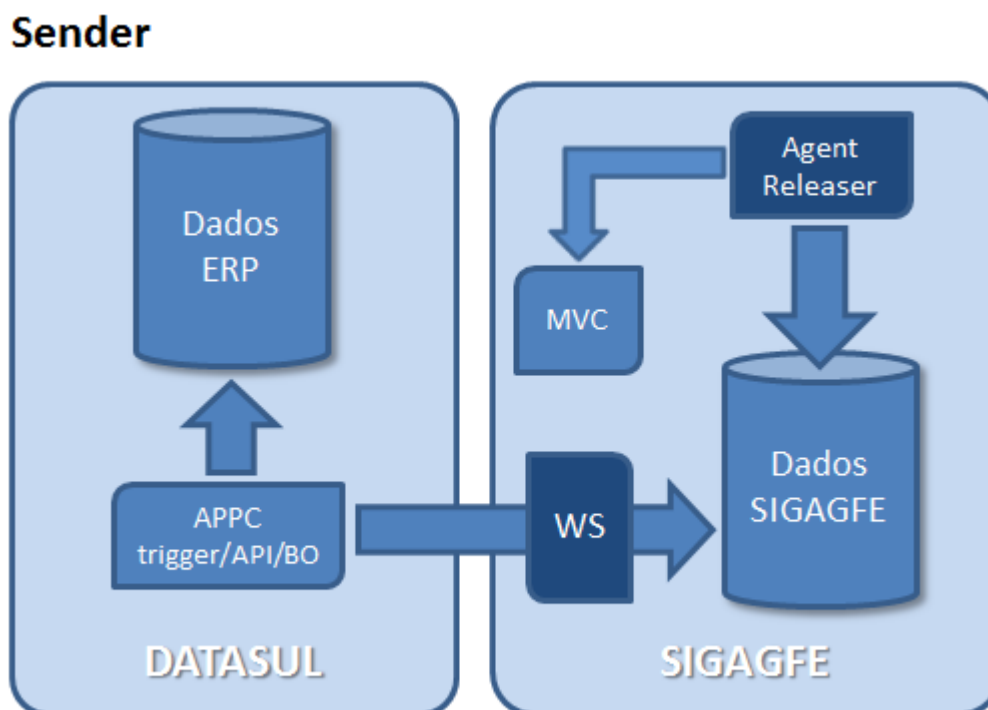 Sender
Dados
ERP
APPC
trigger/API/BO
DATASUL
Agent
Releaser
MVC
WS
Dados
SIGAGFE
SIGAGFE